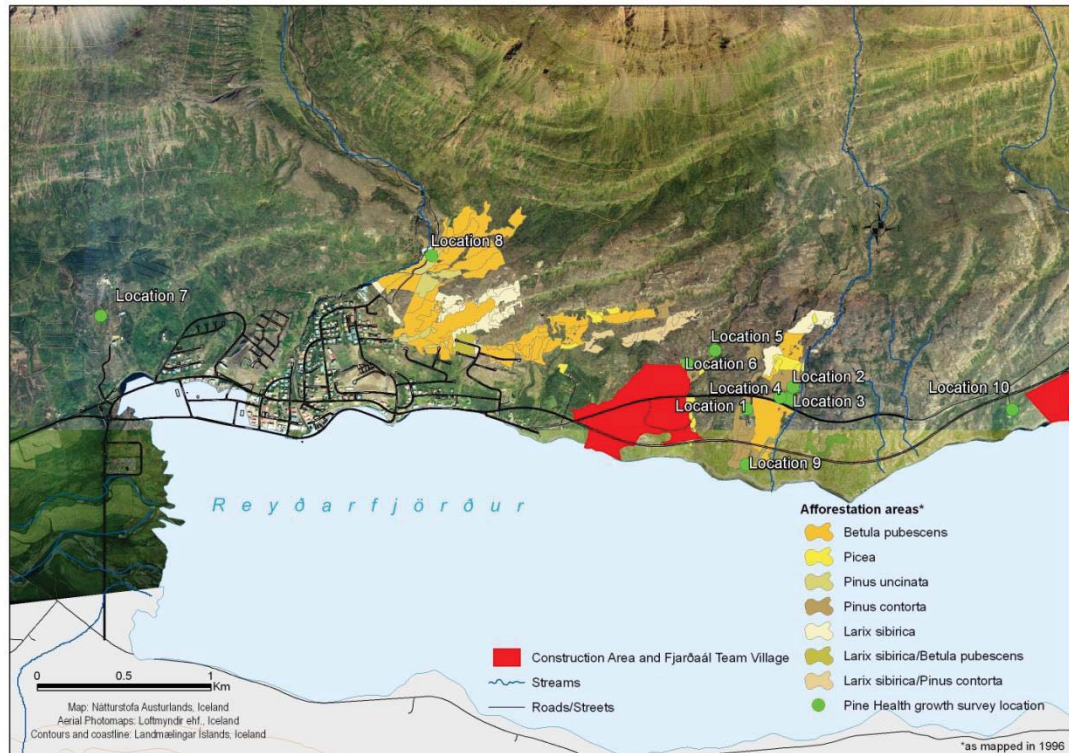 Location 8
Location 7
Location 5
Location 6
Location 4
Location 2
Location 10
Location 1
Location 3
Location 9
Reyðarfjörður
Afforestation areas*
Betula pubescens
Picea
Pinus uncinata
Pinus contorta
Larix sibirica
Larix sibirica/Betula pubescens
Larix sibirica/Pinus contorta
Pine Health growth survey location
Construction Area and Fjarðaál Team Village
Streams
Roads/Streets
0 0.5 1
Km
Map: Nátturstofa Austurlands, Iceland
Aerial Photomaps: Loftmyndir ehf., Iceland
Contours and coastline: Landmælingar Íslands, Iceland
*as mapped in 1996